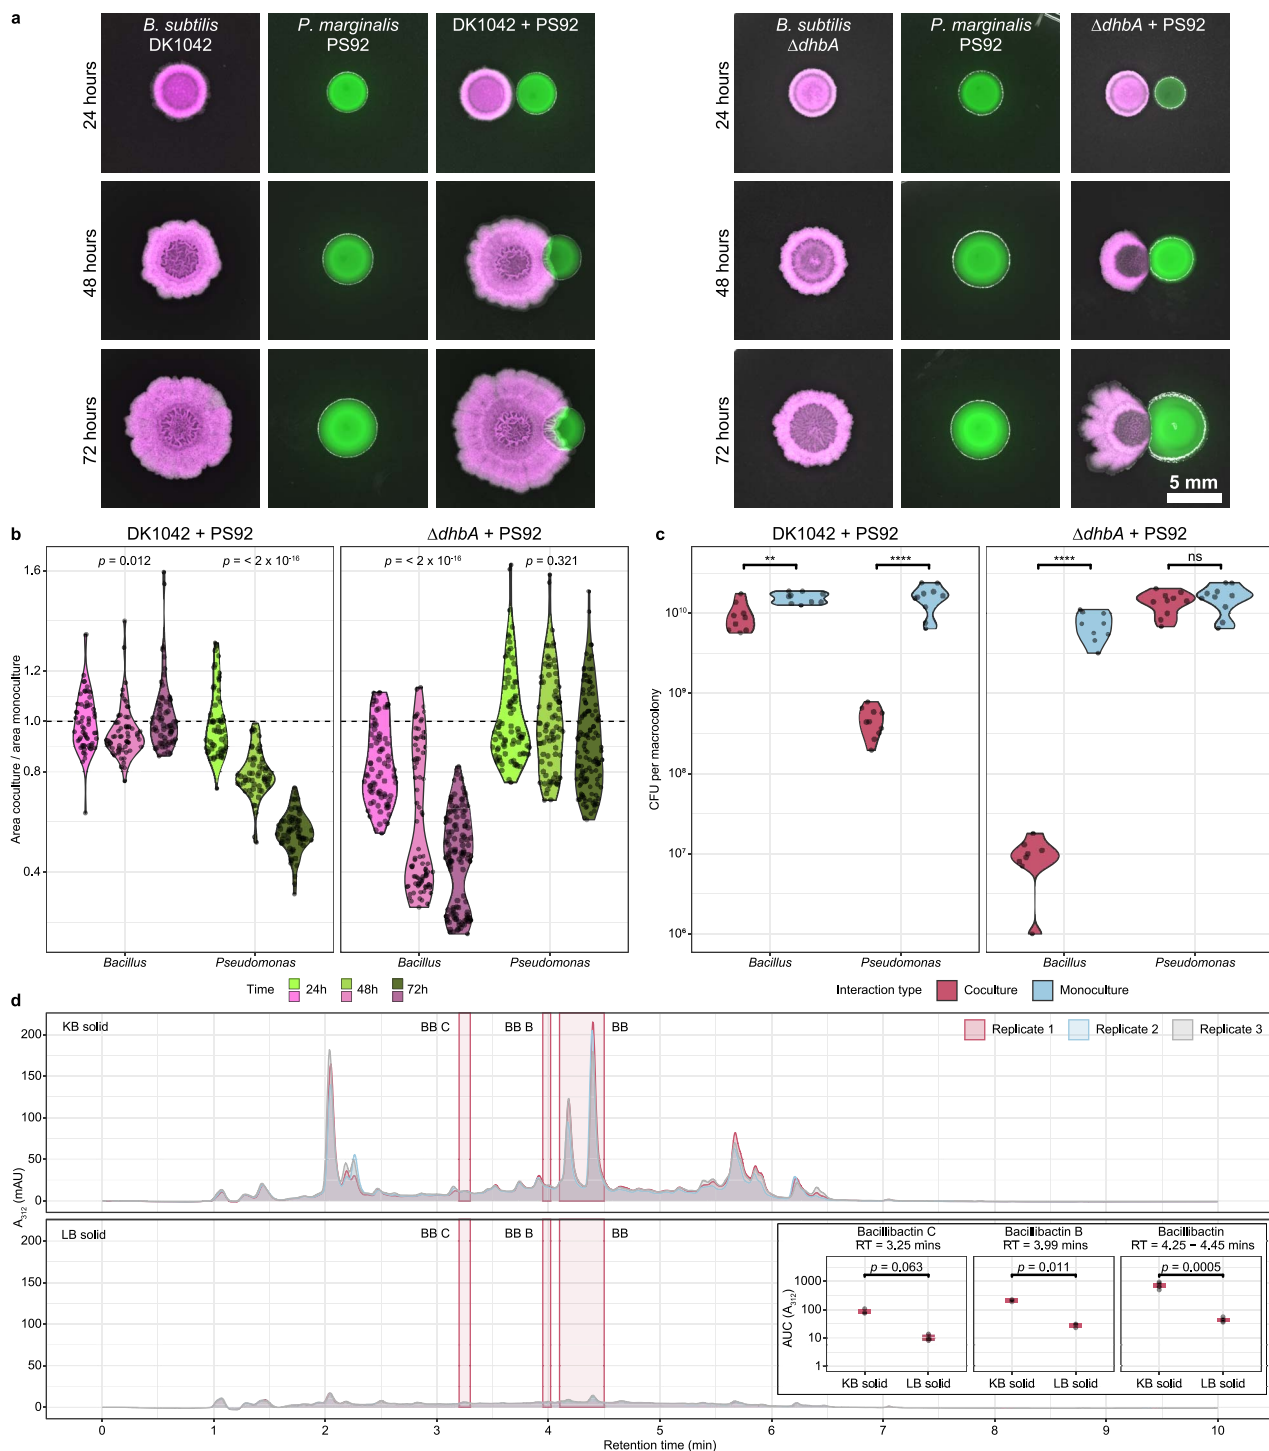 a
B. subtilis
DK1042
P. marginalis
PS92
DK1042 + PS92
B. subtilis
ΔdhbA
P. marginalis
PS92
ΔdhbA + PS92
24 hours
48 hours
72 hours
24 hours
48 hours
72 hours
5 mm
b
DK1042 + PS92
ΔdhbA + PS92
p = 0.012
p = < 2 x 10⁻¹⁶
p = < 2 x 10⁻¹⁶
p = 0.321
Area coculture / area monoculture
1.6
1.2
1.0
0.8
0.4
Bacillus
Pseudomonas
Bacillus
Pseudomonas
Time
24h
48h
72h
c
DK1042 + PS92
ΔdhbA + PS92
**
****
****
ns
CFU per macrocolony
10¹⁰
10⁹
10⁸
10⁷
10⁶
Bacillus
Pseudomonas
Bacillus
Pseudomonas
Interaction type
Coculture
Monoculture
d
KB solid
BB C
BB B
BB
Replicate 1
Replicate 2
Replicate 3
200
150
100
50
0
A₃₁₂ (mAU)
LB solid
BB C
BB B
BB
200
150
100
50
0
Bacillibactin C
RT = 3.25 mins
Bacillibactin B
RT = 3.99 mins
Bacillibactin
RT = 4.25 – 4.45 mins
p = 0.063
p = 0.011
p = 0.0005
AUC (A₃₁₂)
1000
100
10
1
KB solid
LB solid
KB solid
LB solid
KB solid
LB solid
0
1
2
3
4
5
6
7
8
9
10
Retention time (min)